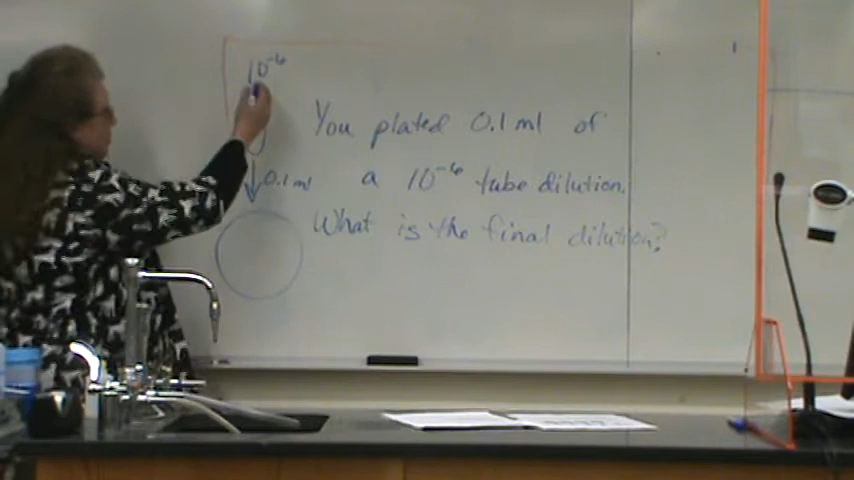 10⁻⁶
You plated 0.1 ml of
0.1 ml
a 10⁻⁶ tube dilution.
What is the final dilution?